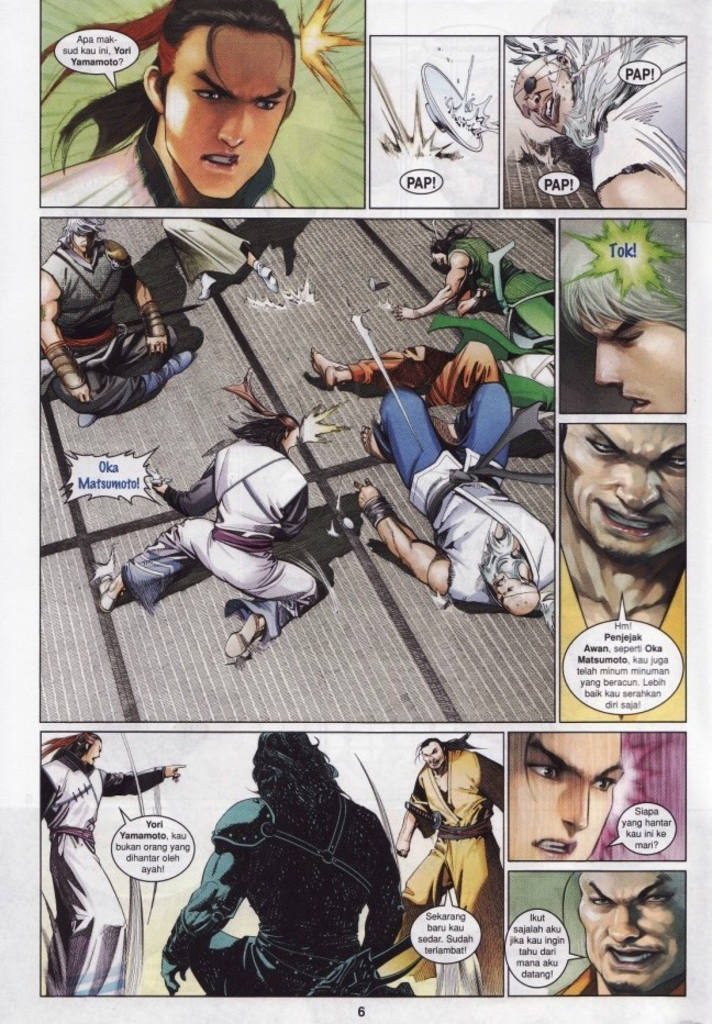 Apa mak-
sud kau ini, Yori
Yamamoto?
PAP!
PAP!
PAP!
Oka
Matsumoto!
Tok!
Hm!
Penjejak
Awan, seperti Oka
Matsumoto, kau juga
telah minum minuman
yang beracun. Lebih
baik kau serahkan
diri saja!
Yori
Yamamoto, kau
bukan orang yang
dihantar oleh
ayah!
Sekarang
baru kau
sedar. Sudah
terlambat!
Siapa
yang hantar
kau ini ke
mari?
Ikut
sajalah aku
jika kau ingin
tahu dari
mana aku
datang!
6